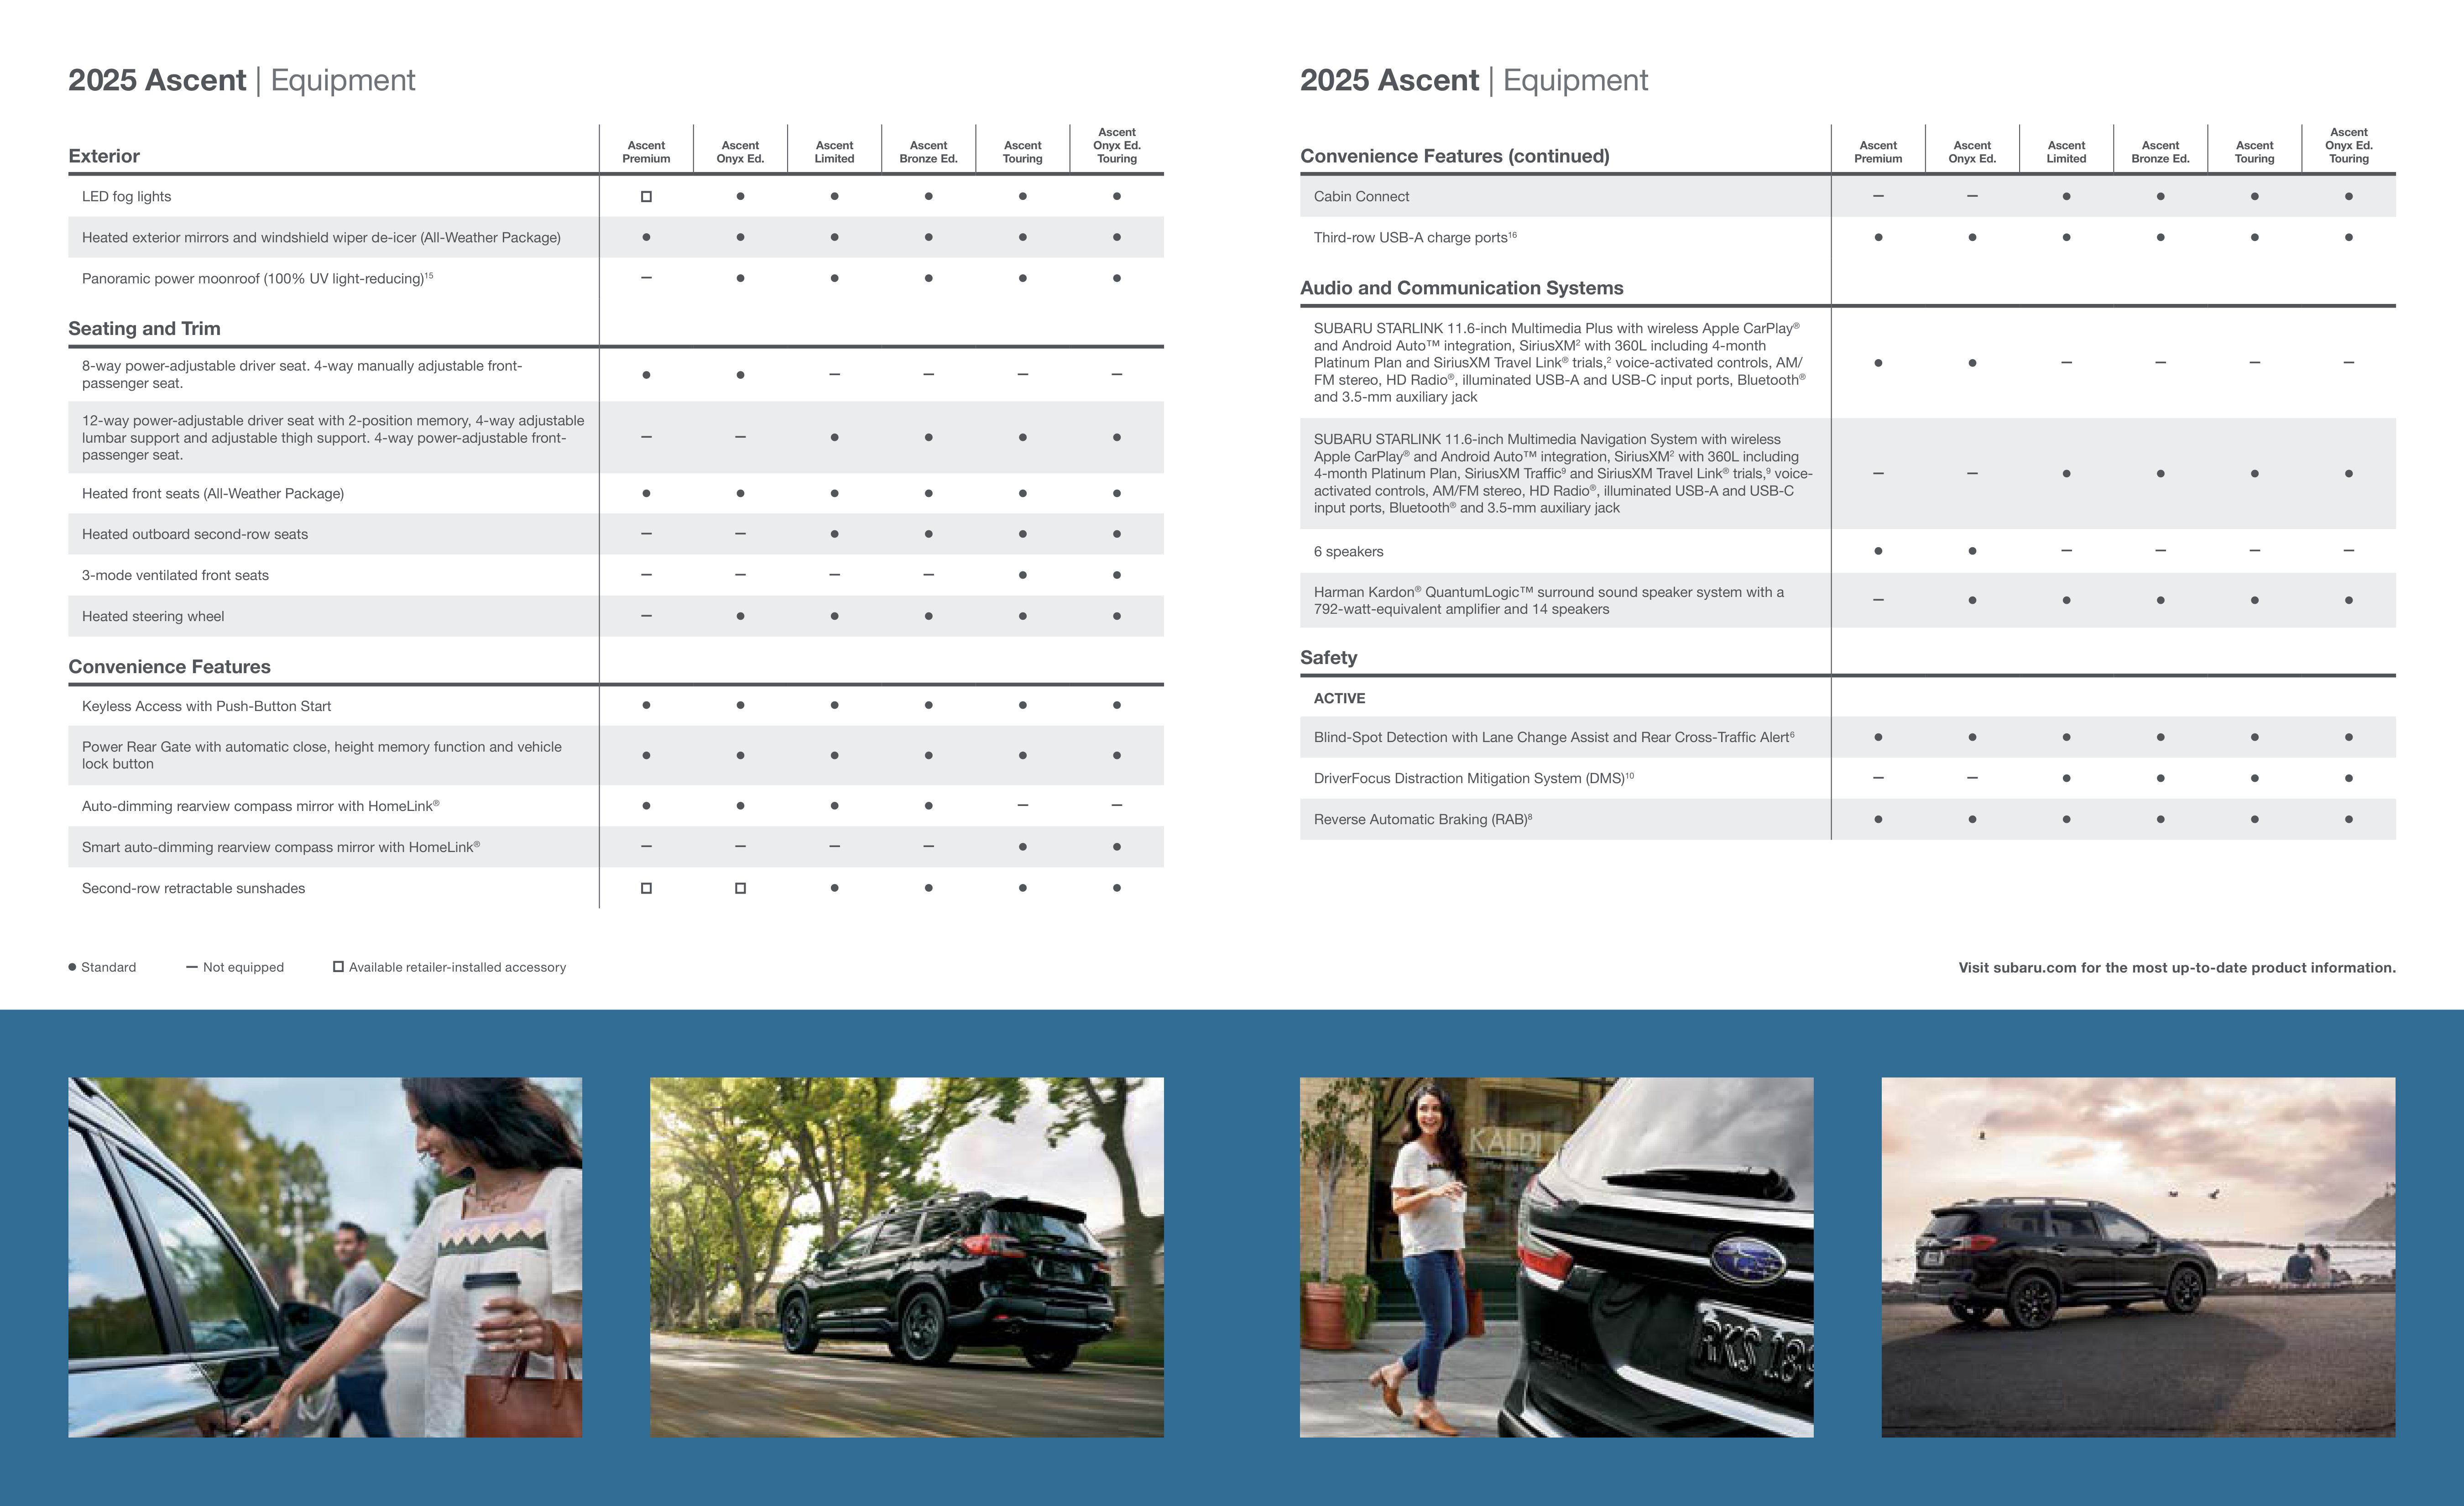 2025 Ascent | Equipment
Exterior
Ascent Premium
Ascent Onyx Ed.
Ascent Limited
Ascent Bronze Ed.
Ascent Touring
Ascent Onyx Ed. Touring
LED fog lights □ ● ● ● ● ●
Heated exterior mirrors and windshield wiper de-icer (All-Weather Package) ● ● ● ● ● ●
Panoramic power moonroof (100% UV light-reducing)15 — ● ● ● ● ●
Seating and Trim
8-way power-adjustable driver seat. 4-way manually adjustable front-
passenger seat. ● ● — — — —
12-way power-adjustable driver seat with 2-position memory, 4-way adjustable
lumbar support and adjustable thigh support. 4-way power-adjustable front-
passenger seat. — — ● ● ● ●
Heated front seats (All-Weather Package) ● ● ● ● ● ●
Heated outboard second-row seats — — ● ● ● ●
3-mode ventilated front seats — — — — ● ●
Heated steering wheel — ● ● ● ● ●
Convenience Features
Keyless Access with Push-Button Start ● ● ● ● ● ●
Power Rear Gate with automatic close, height memory function and vehicle
lock button ● ● ● ● ● ●
Auto-dimming rearview compass mirror with HomeLink® ● ● ● ● — —
Smart auto-dimming rearview compass mirror with HomeLink® — — — — ● ●
Second-row retractable sunshades □ □ ● ● ● ●
● Standard — Not equipped □ Available retailer-installed accessory
2025 Ascent | Equipment
Convenience Features (continued)
Ascent Premium
Ascent Onyx Ed.
Ascent Limited
Ascent Bronze Ed.
Ascent Touring
Ascent Onyx Ed. Touring
Cabin Connect — — ● ● ● ●
Third-row USB-A charge ports16 ● ● ● ● ● ●
Audio and Communication Systems
SUBARU STARLINK 11.6-inch Multimedia Plus with wireless Apple CarPlay®
and Android Auto™ integration, SiriusXM2 with 360L including 4-month
Platinum Plan and SiriusXM Travel Link® trials,2 voice-activated controls, AM/
FM stereo, HD Radio®, illuminated USB-A and USB-C input ports, Bluetooth®
and 3.5-mm auxiliary jack ● ● — — — —
SUBARU STARLINK 11.6-inch Multimedia Navigation System with wireless
Apple CarPlay® and Android Auto™ integration, SiriusXM2 with 360L including
4-month Platinum Plan, SiriusXM Traffic9 and SiriusXM Travel Link® trials,9 voice-
activated controls, AM/FM stereo, HD Radio®, illuminated USB-A and USB-C
input ports, Bluetooth® and 3.5-mm auxiliary jack — — ● ● ● ●
6 speakers ● ● — — — —
Harman Kardon® QuantumLogic™ surround sound speaker system with a
792-watt-equivalent amplifier and 14 speakers — ● ● ● ● ●
Safety
ACTIVE
Blind-Spot Detection with Lane Change Assist and Rear Cross-Traffic Alert6 ● ● ● ● ● ●
DriverFocus Distraction Mitigation System (DMS)10 — — ● ● ● ●
Reverse Automatic Braking (RAB)8 ● ● ● ● ● ●
Visit subaru.com for the most up-to-date product information.
KALDI
SUBARU